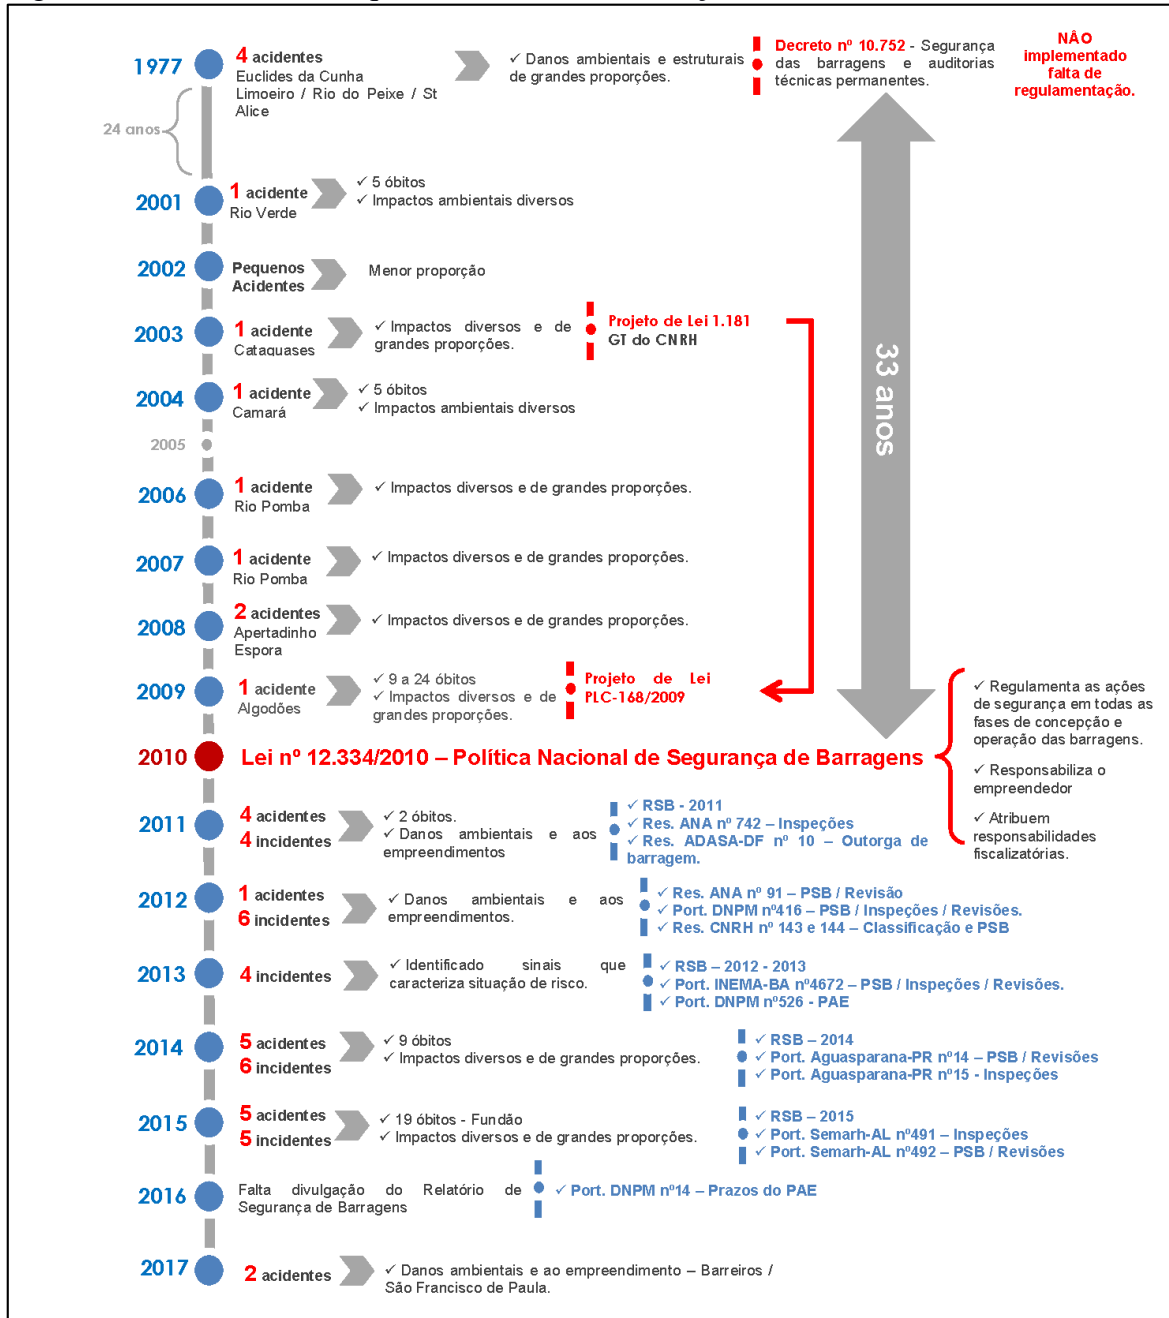 1977
4 acidentes
Euclides da Cunha
Limoeiro / Rio do Peixe / St
Alice
✓ Danos ambientais e estruturais
de grandes proporções.
Decreto nº 10.752 - Segurança
das barragens e auditorias
técnicas permanentes.
NÃO
implementado
falta de
regulamentação.
24 anos
33 anos
2001
1 acidente
Rio Verde
✓ 5 óbitos
✓ Impactos ambientais diversos
2002
Pequenos
Acidentes
Menor proporção
2003
1 acidente
Cataguases
✓ Impactos diversos e de
grandes proporções.
Projeto de Lei 1.181
GT do CNRH
2004
1 acidente
Camará
✓ 5 óbitos
✓ Impactos ambientais diversos
2005
2006
1 acidente
Rio Pomba
✓ Impactos diversos e de grandes proporções.
2007
1 acidente
Rio Pomba
✓ Impactos diversos e de grandes proporções.
2008
2 acidentes
Apertadinho
Espora
✓ Impactos diversos e de grandes proporções.
2009
1 acidente
Algodões
✓ 9 a 24 óbitos
✓ Impactos diversos e de
grandes proporções.
Projeto de Lei
PLC-168/2009
2010
Lei nº 12.334/2010 – Política Nacional de Segurança de Barragens
✓ Regulamenta as ações
de segurança em todas as
fases de concepção e
operação das barragens.
✓ Responsabiliza o
empreendedor
✓ Atribuem
responsabilidades
fiscalizatórias.
2011
4 acidentes
4 incidentes
✓ 2 óbitos.
✓ Danos ambientais e aos
empreendimentos
✓ RSB - 2011
✓ Res. ANA nº 742 – Inspeções
✓ Res. ADASA-DF nº 10 – Outorga de
barragem.
2012
1 acidentes
6 incidentes
✓ Danos ambientais e aos
empreendimentos.
✓ Res. ANA nº 91 – PSB / Revisão
✓ Port. DNPM nº416 – PSB / Inspeções / Revisões.
✓ Res. CNRH nº 143 e 144 – Classificação e PSB
2013
4 incidentes
✓ Identificado sinais que
caracteriza situação de risco.
✓ RSB – 2012 - 2013
✓ Port. INEMA-BA nº4672 – PSB / Inspeções / Revisões.
✓ Port. DNPM nº526 - PAE
2014
5 acidentes
6 incidentes
✓ 9 óbitos
✓ Impactos diversos e de grandes proporções.
✓ RSB – 2014
✓ Port. Aguasparana-PR nº14 – PSB / Revisões
✓ Port. Aguasparana-PR nº15 - Inspeções
2015
5 acidentes
5 incidentes
✓ 19 óbitos - Fundão
✓ Impactos diversos e de grandes proporções.
✓ RSB – 2015
✓ Port. Semarh-AL nº491 – Inspeções
✓ Port. Semarh-AL nº492 – PSB / Revisões
2016
Falta divulgação do Relatório de
Segurança de Barragens
✓ Port. DNPM nº14 – Prazos do PAE
2017
2 acidentes
✓ Danos ambientais e ao empreendimento – Barreiros /
São Francisco de Paula.